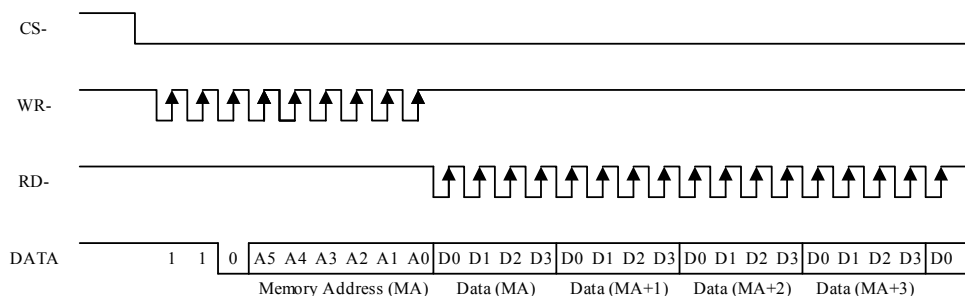 CS-
WR-
RD-
DATA 1 1 0 A5 A4 A3 A2 A1 A0 D0 D1 D2 D3 D0 D1 D2 D3 D0 D1 D2 D3 D0 D1 D2 D3 D0
Memory Address (MA) Data (MA) Data (MA+1) Data (MA+2) Data (MA+3)